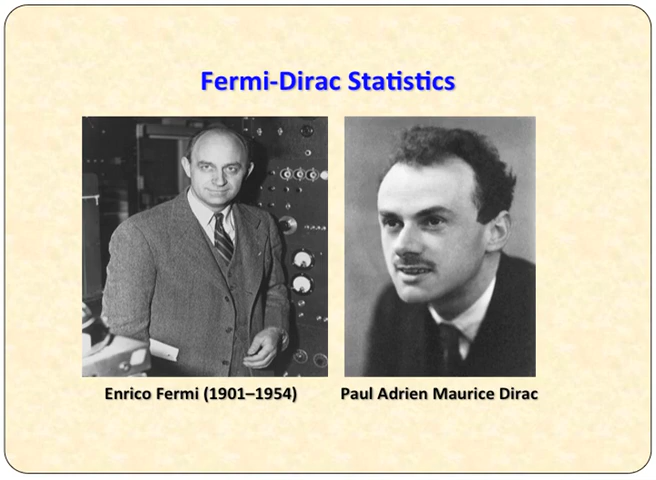 Fermi-Dirac Statistics
Enrico Fermi (1901–1954)
Paul Adrien Maurice Dirac